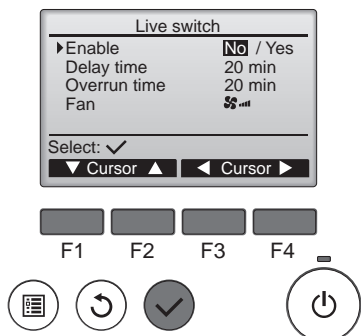 Live switch
Enable No / Yes
Delay time 20 min
Overrun time 20 min
Fan
Select:
▼ Cursor ▲ ◀ Cursor ▶
F1 F2 F3 F4